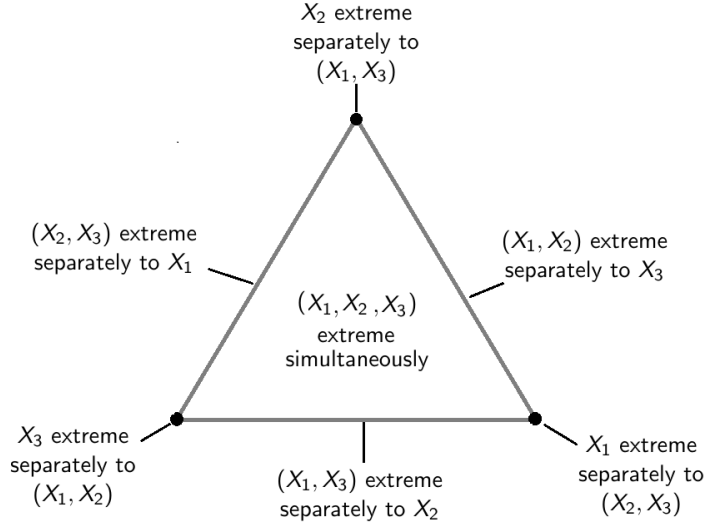 X₂ extreme
separately to
(X₁, X₃)
(X₂, X₃) extreme
separately to X₁
(X₁, X₂) extreme
separately to X₃
(X₁, X₂ ,X₃)
extreme
simultaneously
X₃ extreme
separately to
(X₁, X₂)
(X₁, X₃) extreme
separately to X₂
X₁ extreme
separately to
(X₂, X₃)